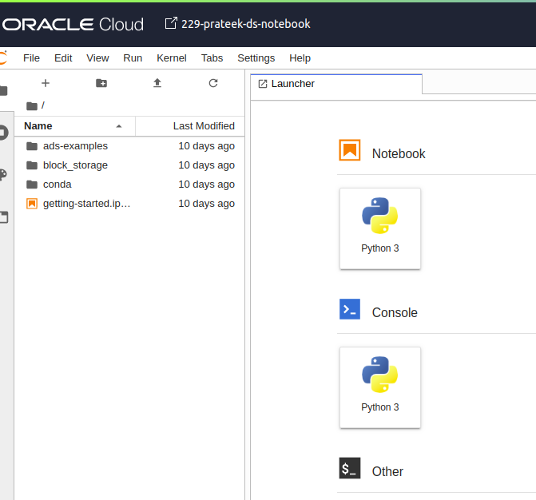 ORACLE Cloud 229-prateek-ds-notebook
File Edit View Run Kernel Tabs Settings Help
Launcher
/
Name Last Modified
ads-examples 10 days ago
block_storage 10 days ago
conda 10 days ago
getting-started.ip... 10 days ago
Notebook
Python 3
Console
Python 3
$_ Other